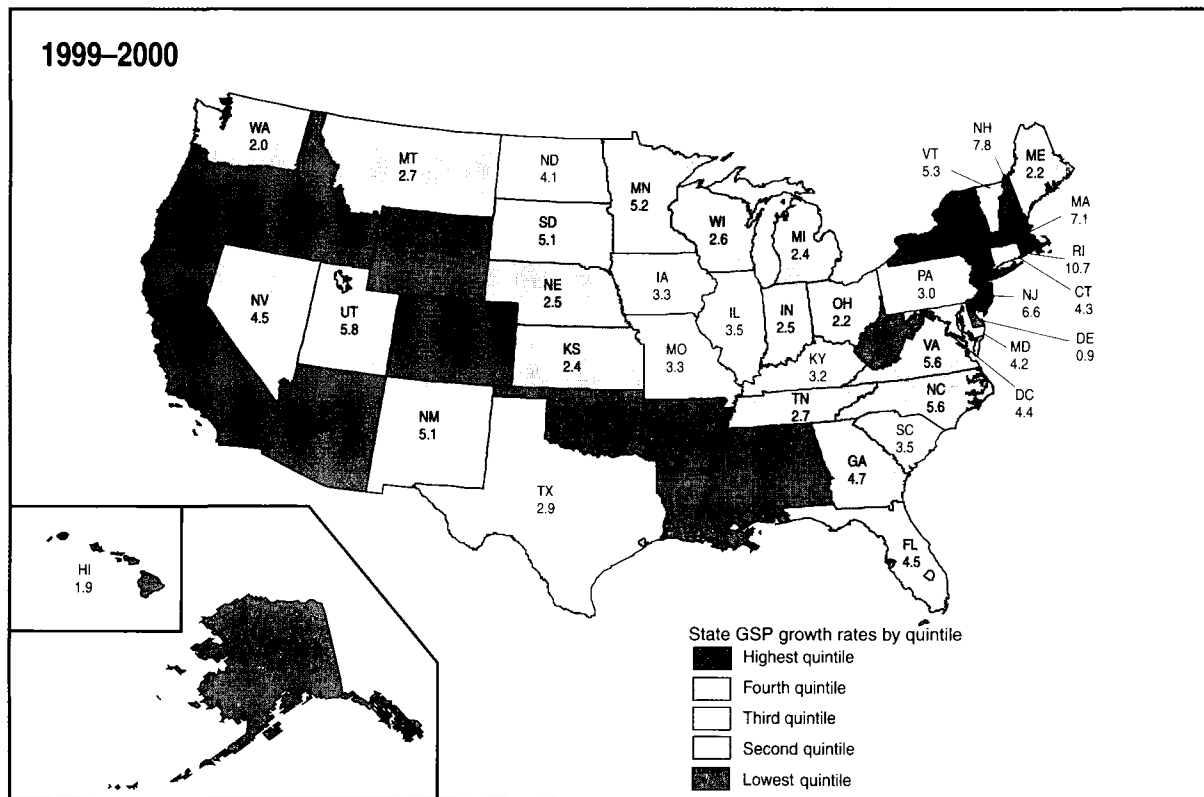 1999–2000
WA
2.0
MT
2.7
ND
4.1
MN
5.2
SD
5.1
WI
2.6
MI
2.4
NH
7.8
VT
5.3
ME
2.2
MA
7.1
RI
10.7
CT
4.3
NJ
6.6
DE
0.9
MD
4.2
DC
4.4
NV
4.5
UT
5.8
NE
2.5
IA
3.3
IL
3.5
IN
2.5
OH
2.2
PA
3.0
KS
2.4
MO
3.3
KY
3.2
VA
5.6
NM
5.1
TN
2.7
NC
5.6
SC
3.5
GA
4.7
TX
2.9
FL
4.5
HI
1.9
State GSP growth rates by quintile
Highest quintile
Fourth quintile
Third quintile
Second quintile
Lowest quintile